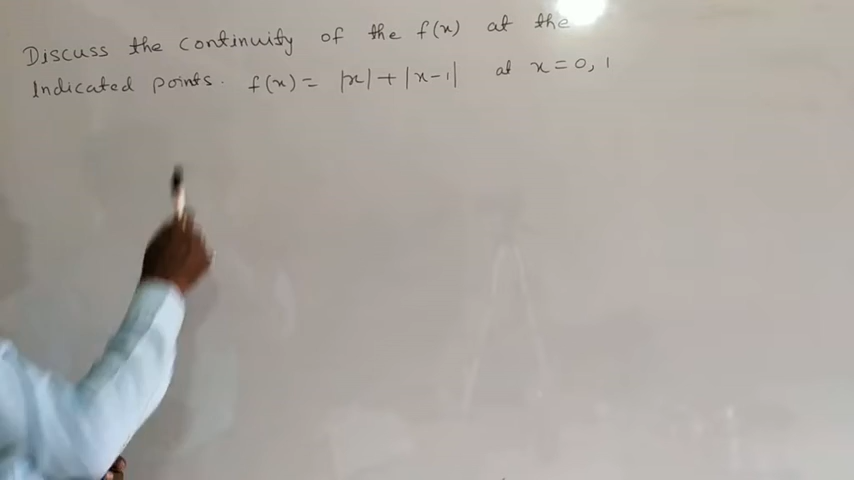 Discuss the continuity of the f(x) at the
Indicated points. f(x) = |x| + |x-1| at x = 0, 1